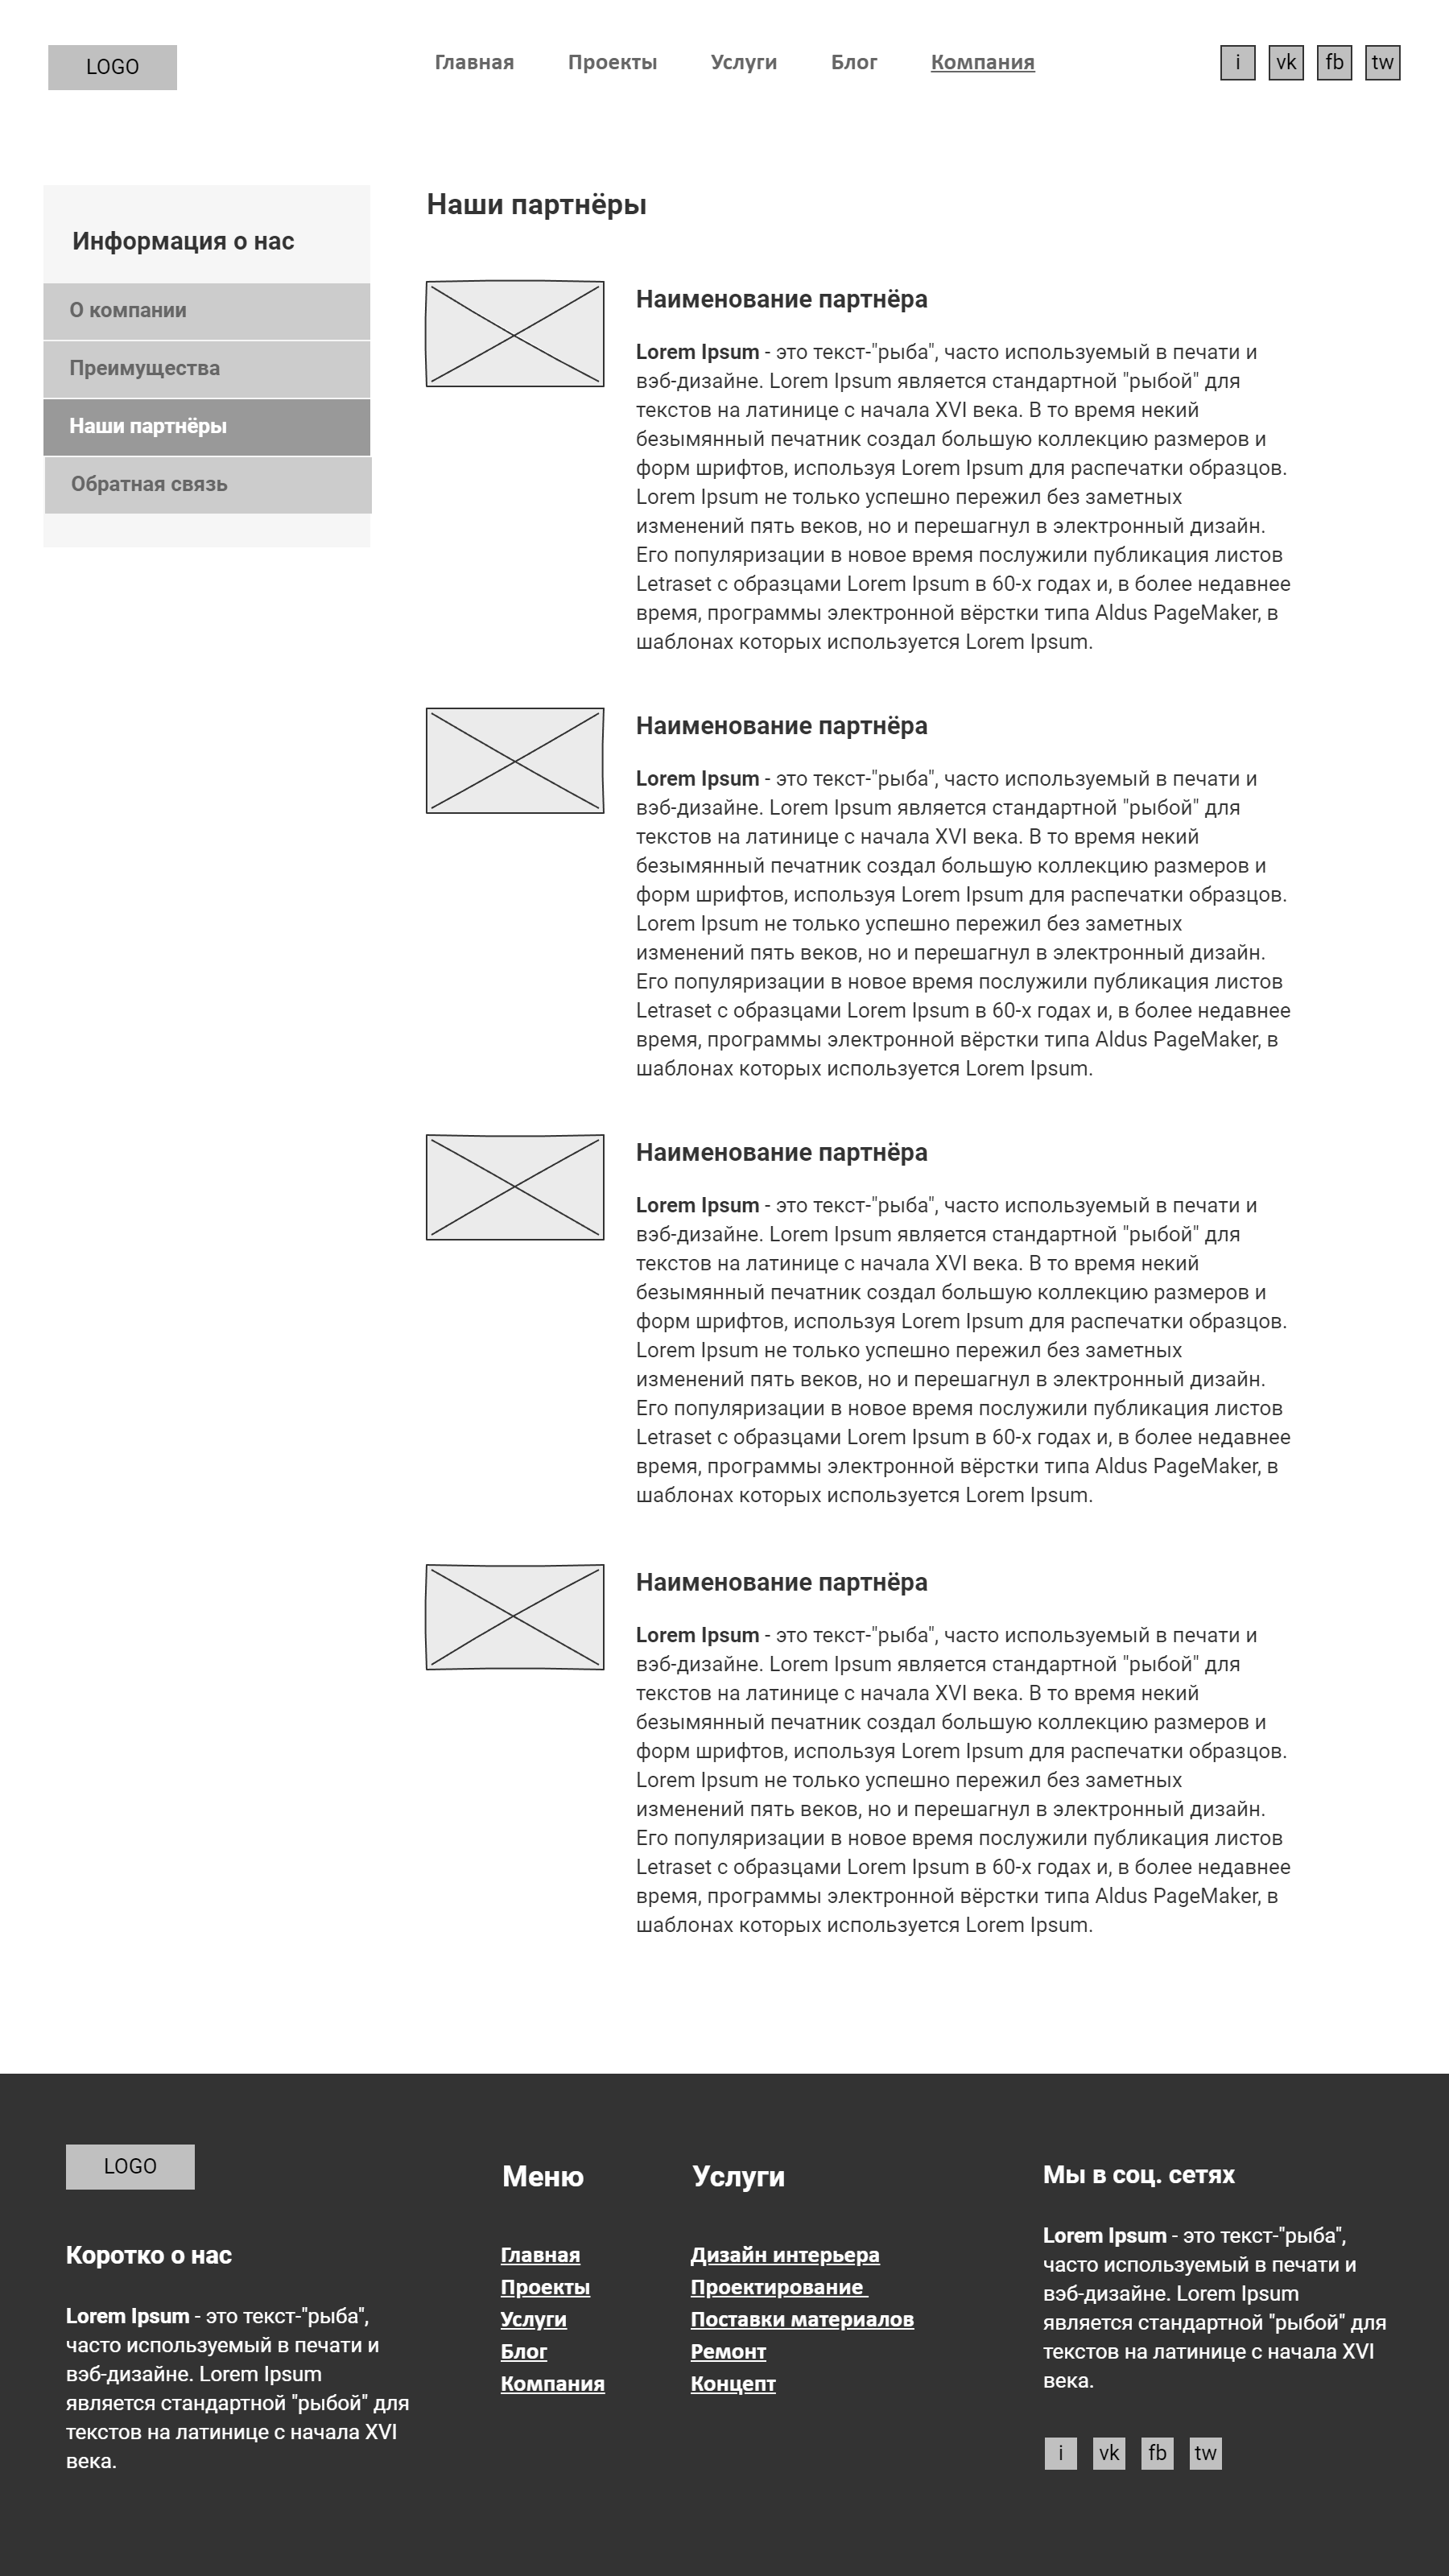 LOGO
Главная Проекты Услуги Блог Компания
i vk fb tw
Информация о нас
О компании
Преимущества
Наши партнёры
Обратная связь
Наши партнёры
Наименование партнёра
Lorem Ipsum - это текст-"рыба", часто используемый в печати и
вэб-дизайне. Lorem Ipsum является стандартной "рыбой" для
текстов на латинице с начала XVI века. В то время некий
безымянный печатник создал большую коллекцию размеров и
форм шрифтов, используя Lorem Ipsum для распечатки образцов.
Lorem Ipsum не только успешно пережил без заметных
изменений пять веков, но и перешагнул в электронный дизайн.
Его популяризации в новое время послужили публикация листов
Letraset с образцами Lorem Ipsum в 60-х годах и, в более недавнее
время, программы электронной вёрстки типа Aldus PageMaker, в
шаблонах которых используется Lorem Ipsum.
Наименование партнёра
Lorem Ipsum - это текст-"рыба", часто используемый в печати и
вэб-дизайне. Lorem Ipsum является стандартной "рыбой" для
текстов на латинице с начала XVI века. В то время некий
безымянный печатник создал большую коллекцию размеров и
форм шрифтов, используя Lorem Ipsum для распечатки образцов.
Lorem Ipsum не только успешно пережил без заметных
изменений пять веков, но и перешагнул в электронный дизайн.
Его популяризации в новое время послужили публикация листов
Letraset с образцами Lorem Ipsum в 60-х годах и, в более недавнее
время, программы электронной вёрстки типа Aldus PageMaker, в
шаблонах которых используется Lorem Ipsum.
Наименование партнёра
Lorem Ipsum - это текст-"рыба", часто используемый в печати и
вэб-дизайне. Lorem Ipsum является стандартной "рыбой" для
текстов на латинице с начала XVI века. В то время некий
безымянный печатник создал большую коллекцию размеров и
форм шрифтов, используя Lorem Ipsum для распечатки образцов.
Lorem Ipsum не только успешно пережил без заметных
изменений пять веков, но и перешагнул в электронный дизайн.
Его популяризации в новое время послужили публикация листов
Letraset с образцами Lorem Ipsum в 60-х годах и, в более недавнее
время, программы электронной вёрстки типа Aldus PageMaker, в
шаблонах которых используется Lorem Ipsum.
Наименование партнёра
Lorem Ipsum - это текст-"рыба", часто используемый в печати и
вэб-дизайне. Lorem Ipsum является стандартной "рыбой" для
текстов на латинице с начала XVI века. В то время некий
безымянный печатник создал большую коллекцию размеров и
форм шрифтов, используя Lorem Ipsum для распечатки образцов.
Lorem Ipsum не только успешно пережил без заметных
изменений пять веков, но и перешагнул в электронный дизайн.
Его популяризации в новое время послужили публикация листов
Letraset с образцами Lorem Ipsum в 60-х годах и, в более недавнее
время, программы электронной вёрстки типа Aldus PageMaker, в
шаблонах которых используется Lorem Ipsum.
LOGO
Коротко о нас
Lorem Ipsum - это текст-"рыба",
часто используемый в печати и
вэб-дизайне. Lorem Ipsum
является стандартной "рыбой" для
текстов на латинице с начала XVI
века.
Меню
Главная
Проекты
Услуги
Блог
Компания
Услуги
Дизайн интерьера
Проектирование
Поставки материалов
Ремонт
Концепт
Мы в соц. сетях
Lorem Ipsum - это текст-"рыба",
часто используемый в печати и
вэб-дизайне. Lorem Ipsum
является стандартной "рыбой" для
текстов на латинице с начала XVI
века.
i vk fb tw